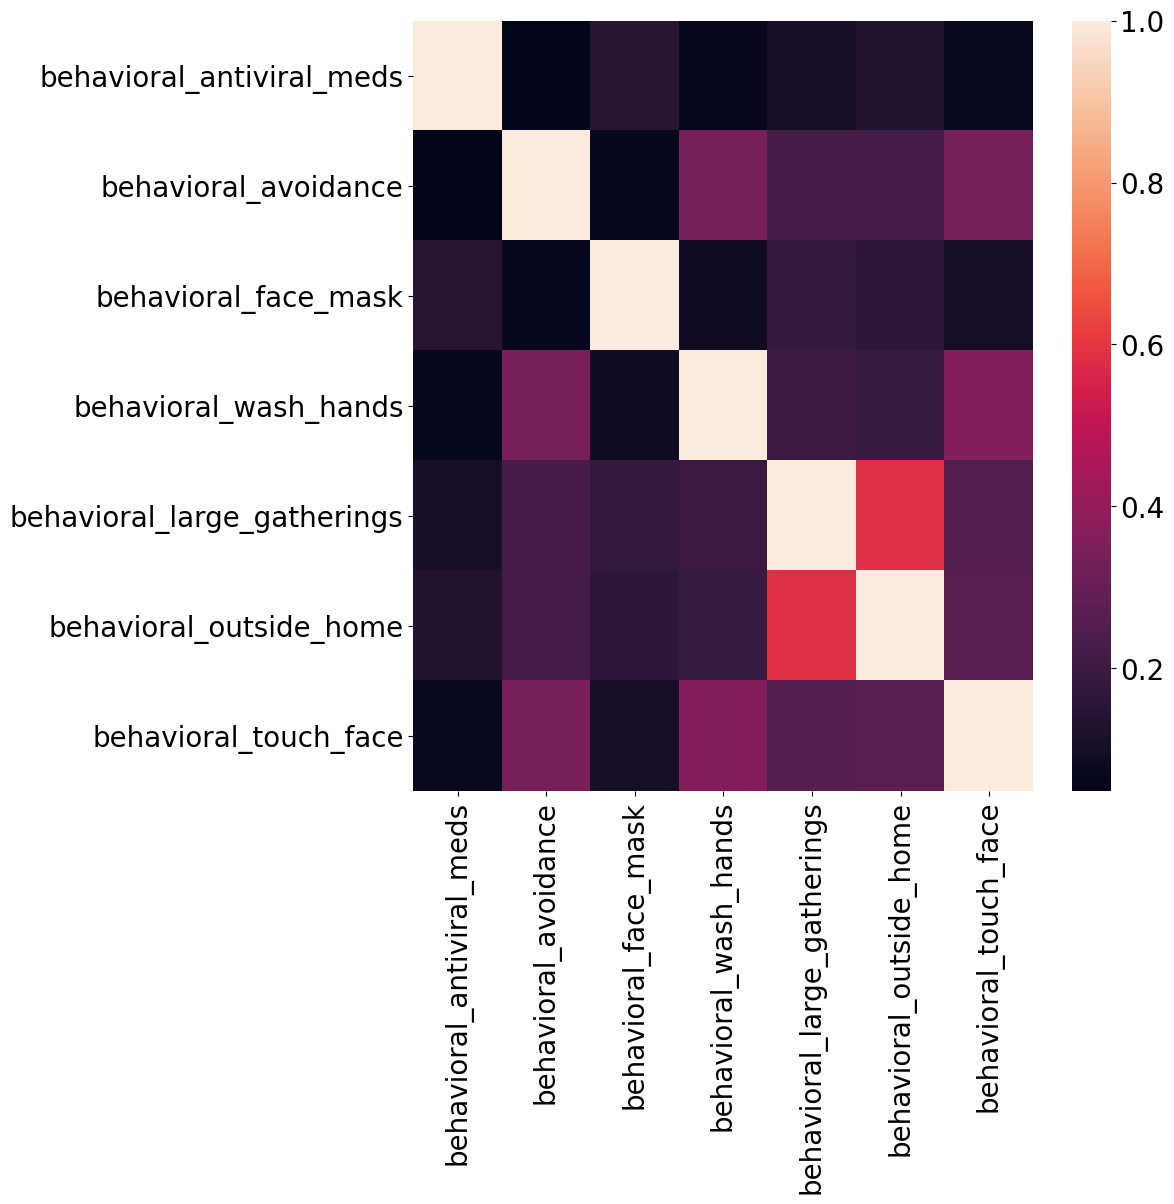 behavioral_antiviral_meds
behavioral_avoidance
behavioral_face_mask
behavioral_wash_hands
behavioral_large_gatherings
behavioral_outside_home
behavioral_touch_face
behavioral_antiviral_meds
behavioral_avoidance
behavioral_face_mask
behavioral_wash_hands
behavioral_large_gatherings
behavioral_outside_home
behavioral_touch_face
1.0
0.8
0.6
0.4
0.2